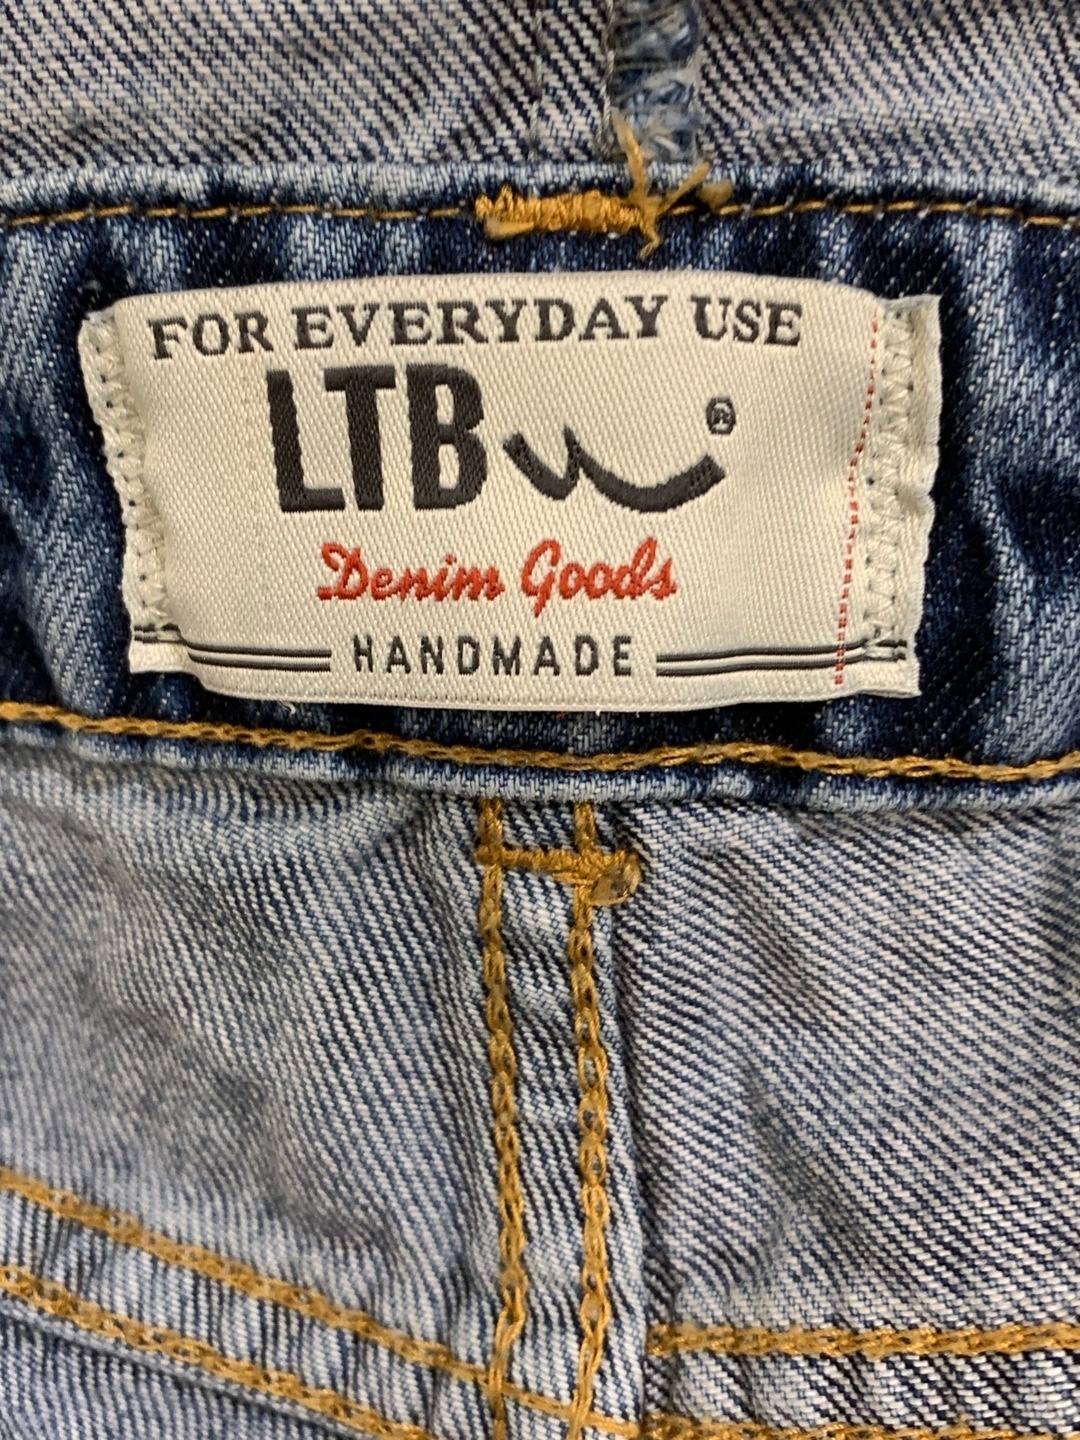 FOR EVERYDAY USE
LTB ®
Denim Goods
HANDMADE